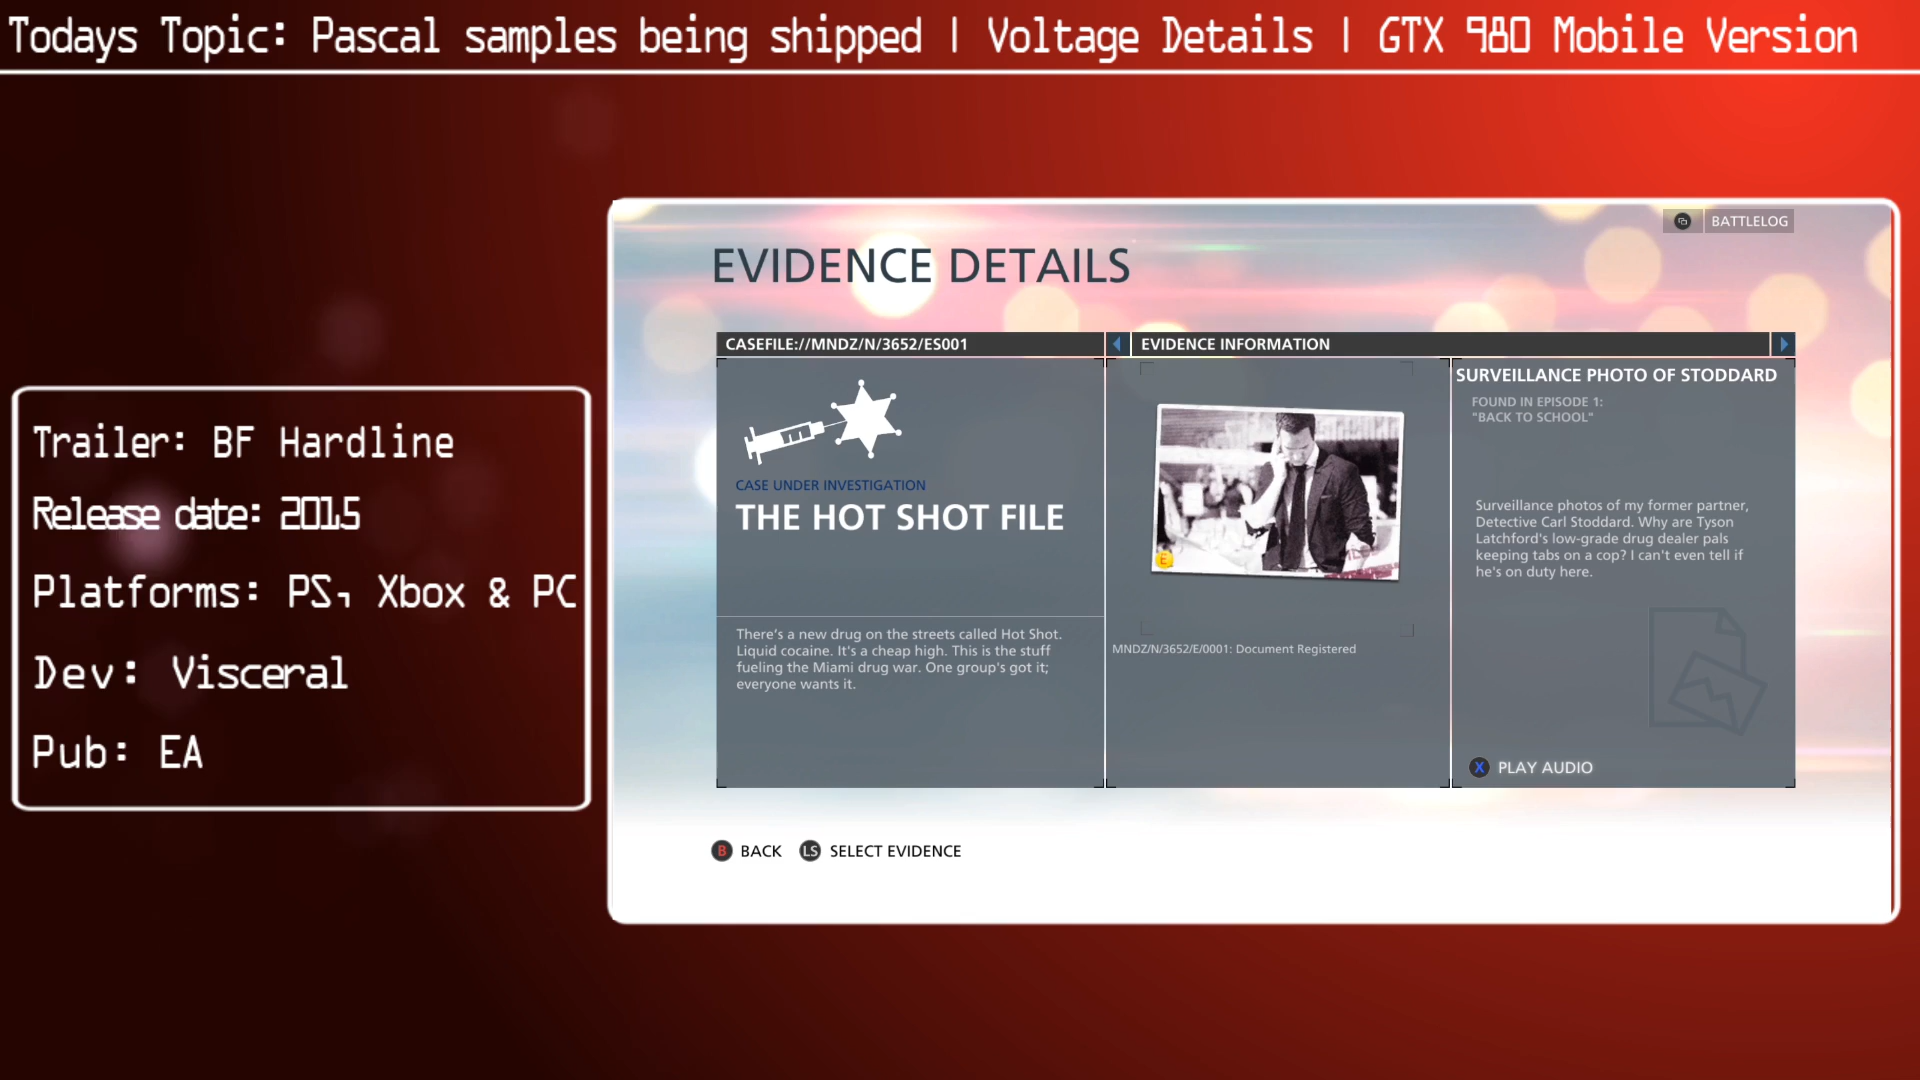 Todays Topic: Pascal samples being shipped | Voltage Details | GTX 980 Mobile Version
Trailer: BF Hardline
Release date: 2015
Platforms: PS, Xbox & PC
Dev: Visceral
Pub: EA
BATTLELOG
EVIDENCE DETAILS
CASEFILE://MNDZ/N/3652/ES001
EVIDENCE INFORMATION
CASE UNDER INVESTIGATION
THE HOT SHOT FILE
There's a new drug on the streets called Hot Shot.
Liquid cocaine. It's a cheap high. This is the stuff
fueling the Miami drug war. One group's got it;
everyone wants it.
E
MNDZ/N/3652/E/0001: Document Registered
SURVEILLANCE PHOTO OF STODDARD
FOUND IN EPISODE 1:
"BACK TO SCHOOL"
Surveillance photos of my former partner,
Detective Carl Stoddard. Why are Tyson
Latchford's low-grade drug dealer pals
keeping tabs on a cop? I can't even tell if
he's on duty here.
X PLAY AUDIO
B BACK LS SELECT EVIDENCE